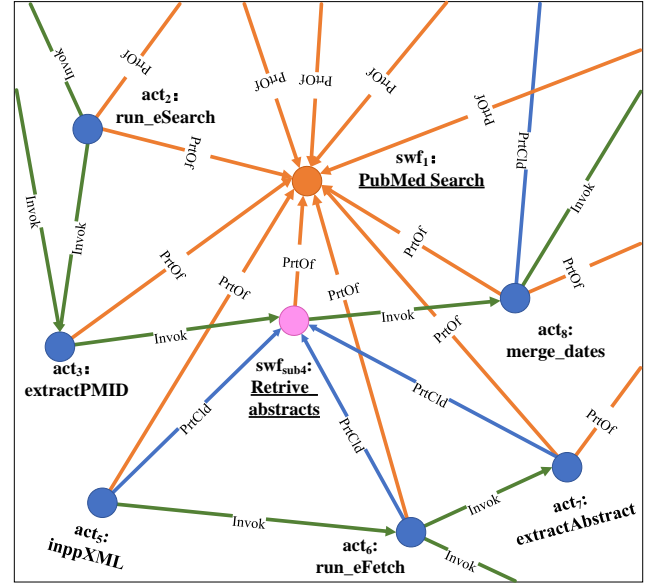 Invok
PrtOf
PrtOf
PrtOf
PrtOf
PrtOf
act2:
run_eSearch
PrtOf
PrtCld
swf1:
PubMed Search
Invok
Invok
Invok
PrtOf
PrtOf
PrtOf
PrtOf
PrtOf
PrtOf
PrtOf
Invok
Invok
act3:
extractPMID
swfsub4:
Retrive_
abstracts
act8:
merge_dates
PrtCld
PrtCld
PrtCld
PrtOf
act5:
inppXML
Invok
act6:
run_eFetch
Invok
Invok
act7:
extractAbstract